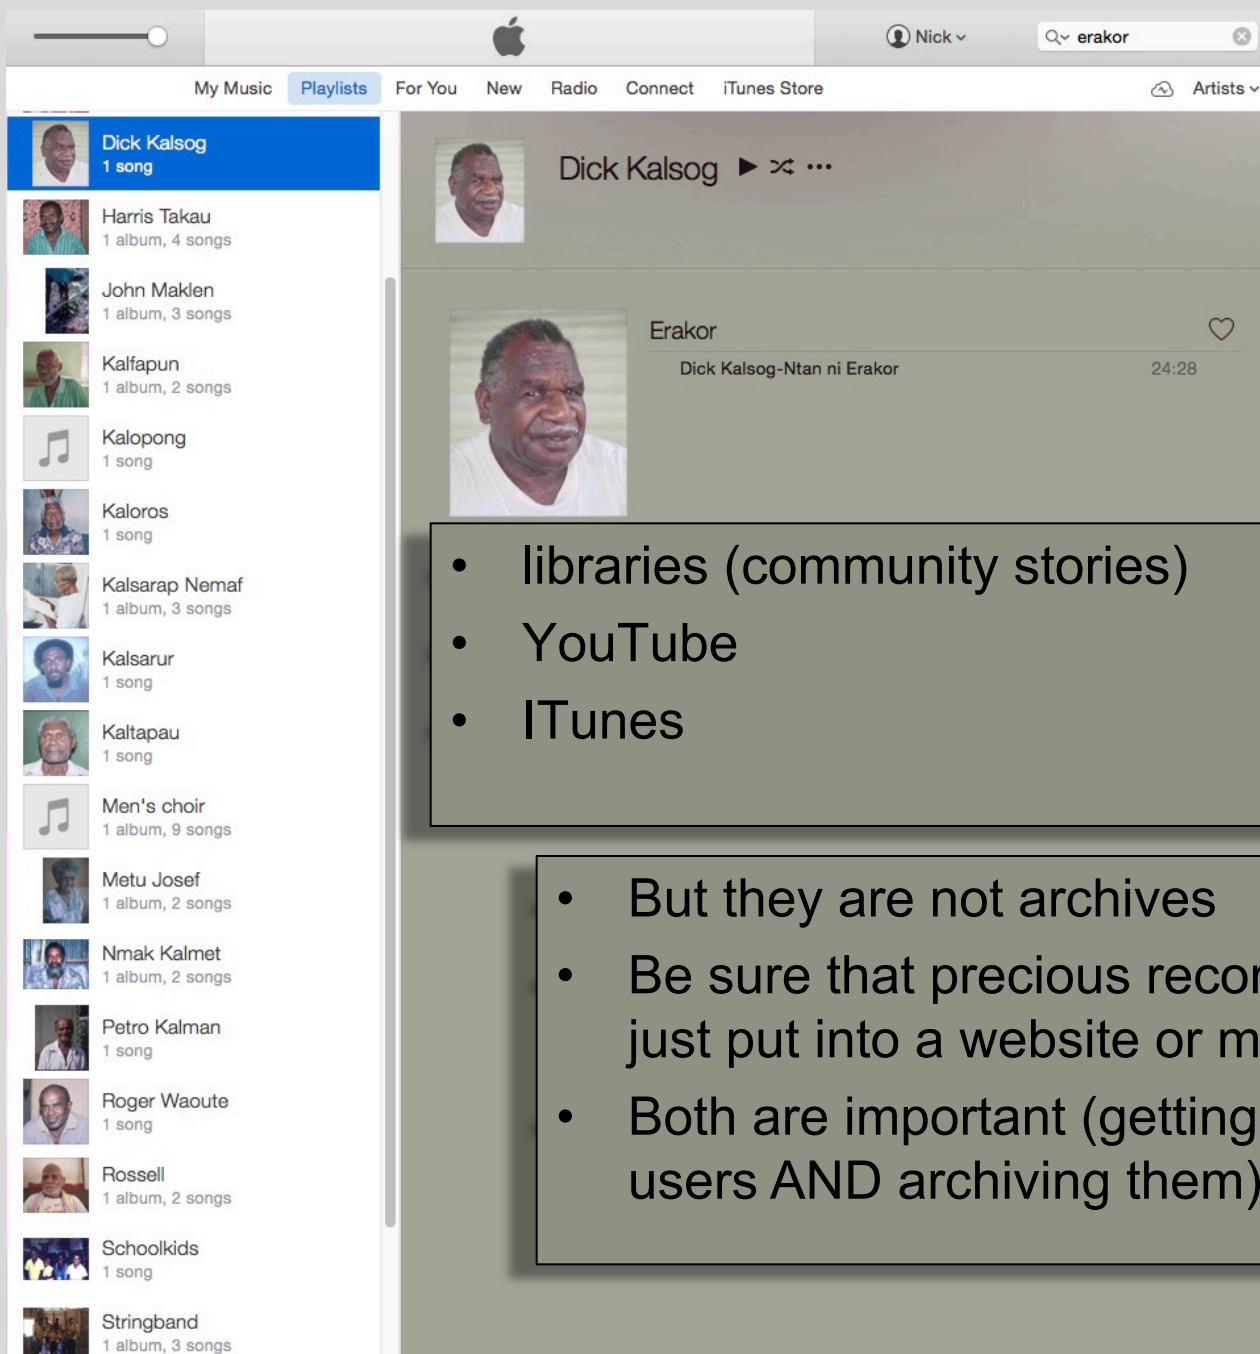 Nick
erakor
My Music Playlists For You New Radio Connect iTunes Store Artists
Dick Kalsog
1 song
Harris Takau
1 album, 4 songs
John Maklen
1 album, 3 songs
Kalfapun
1 album, 2 songs
Kalopong
1 song
Kaloros
1 song
Kalsarap Nemaf
1 album, 3 songs
Kalsarur
1 song
Kaltapau
1 song
Men's choir
1 album, 9 songs
Metu Josef
1 album, 2 songs
Nmak Kalmet
1 album, 2 songs
Petro Kalman
1 song
Roger Waoute
1 song
Rossell
1 album, 2 songs
Schoolkids
1 song
Stringband
1 album, 3 songs
Dick Kalsog
Erakor
Dick Kalsog-Ntan ni Erakor 24:28
• libraries (community stories)
• YouTube
• ITunes
• But they are not archives
• Be sure that precious
just put into a website or
• Both are important (getting
users AND archiving them)